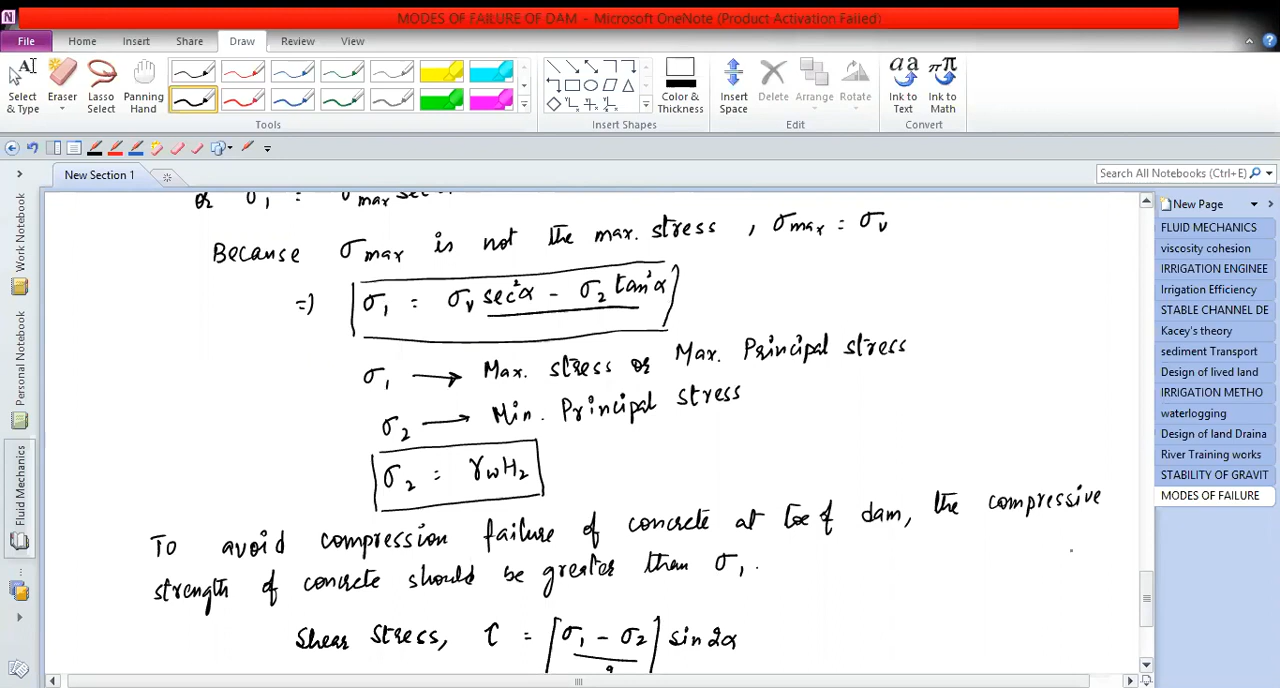 MODES OF FAILURE OF DAM - Microsoft OneNote (Product Activation Failed)
File Home Insert Share Draw Review View
Select & Type
Eraser
Lasso Select
Panning Hand
Color & Thickness
Insert Space
Delete
Arrange
Rotate
Ink to Text
Ink to Math
Tools
Insert Shapes
Edit
Convert
New Section 1
Search All Notebooks (Ctrl+E)
Work Notebook
Personal Notebook
Fluid Mechanics
New Page
FLUID MECHANICS
viscosity cohesion
IRRIGATION ENGINEE
Irrigation Efficiency
STABLE CHANNEL DE
Kacey's theory
sediment Transport
Design of lived land
IRRIGATION METHO
waterlogging
Design of land Draina
River Training works
STABILITY OF GRAVIT
MODES OF FAILURE
or σ₁ =
Because σmax is not the max. stress , σmax = σv
=) σ₁ = σv sec²α - σ₂ tan²α
σ₁ → Max. stress or Max. Principal stress
σ₂ → Min. Principal stress
σ₂ = γwH₂
To avoid compression failure of concrete at toe of dam, the compressive
strength of concrete should be greater than σ₁ .
Shear stress, τ = [σ₁ - σ₂] sin2α